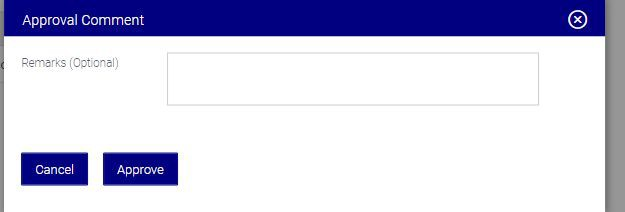 Approval Comment
Remarks (Optional)
Cancel Approve